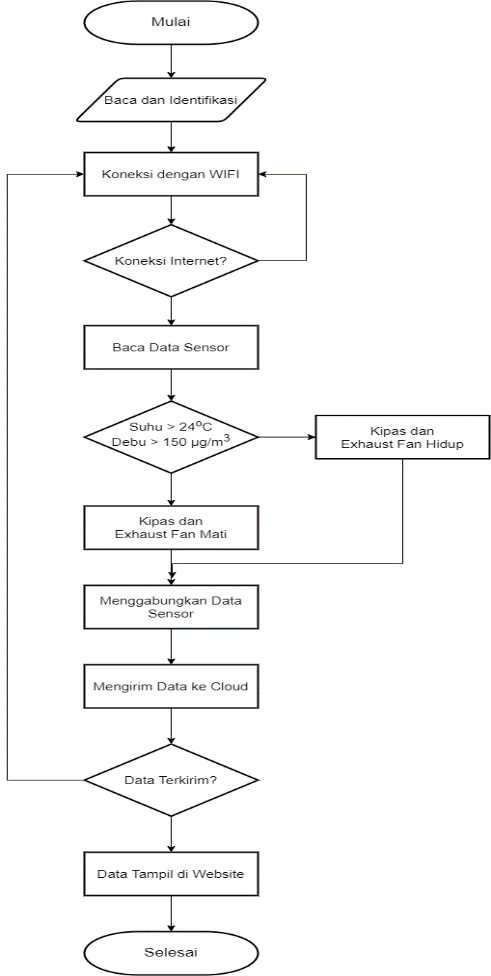 Mulai
Baca dan Identifikasi
Koneksi dengan WIFI
Koneksi Internet?
Baca Data Sensor
Suhu > 24⁰C
Debu > 150 µg/m³
Kipas dan
Exhaust Fan Hidup
Kipas dan
Exhaust Fan Mati
Menggabungkan Data
Sensor
Mengirim Data ke Cloud
Data Terkirim?
Data Tampil di Website
Selesai